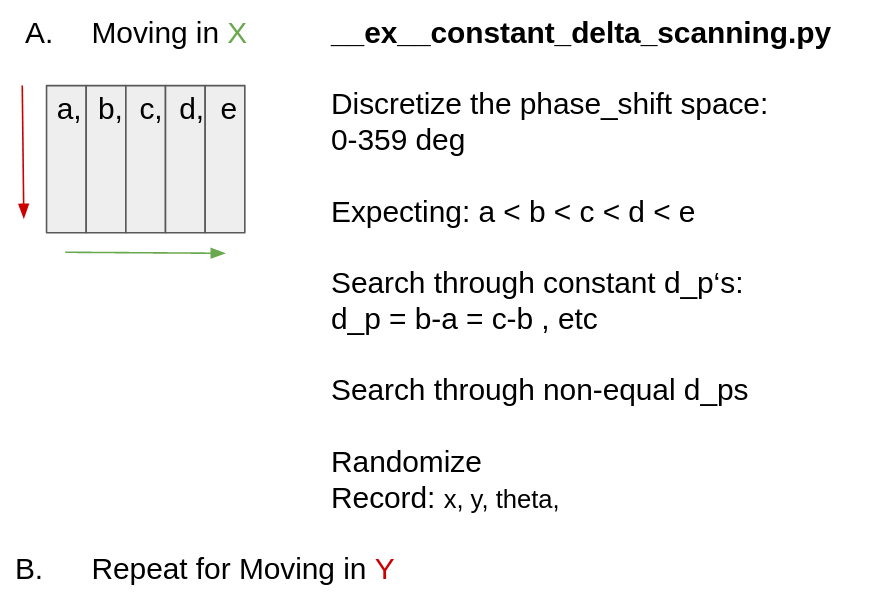 A. Moving in X
__ex__constant_delta_scanning.py
a, b, c, d, e
Discretize the phase_shift space:
0-359 deg
Expecting: a < b < c < d < e
Search through constant d_p‘s:
d_p = b-a = c-b , etc
Search through non-equal d_ps
Randomize
Record: x, y, theta,
B. Repeat for Moving in Y